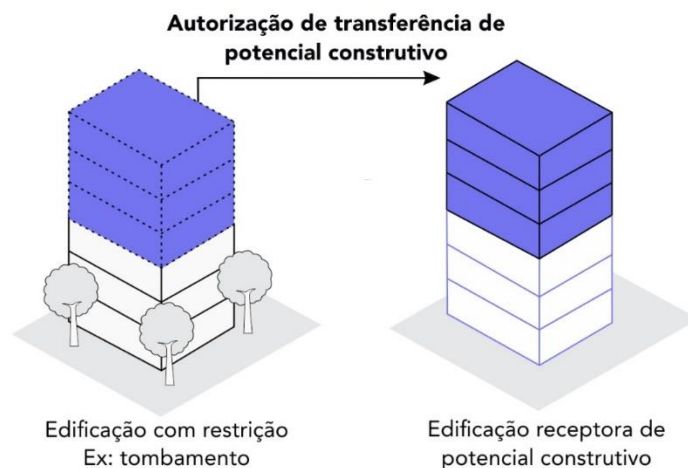 Autorização de transferência de
potencial construtivo
Edificação com restrição
Ex: tombamento
Edificação receptora de
potencial construtivo